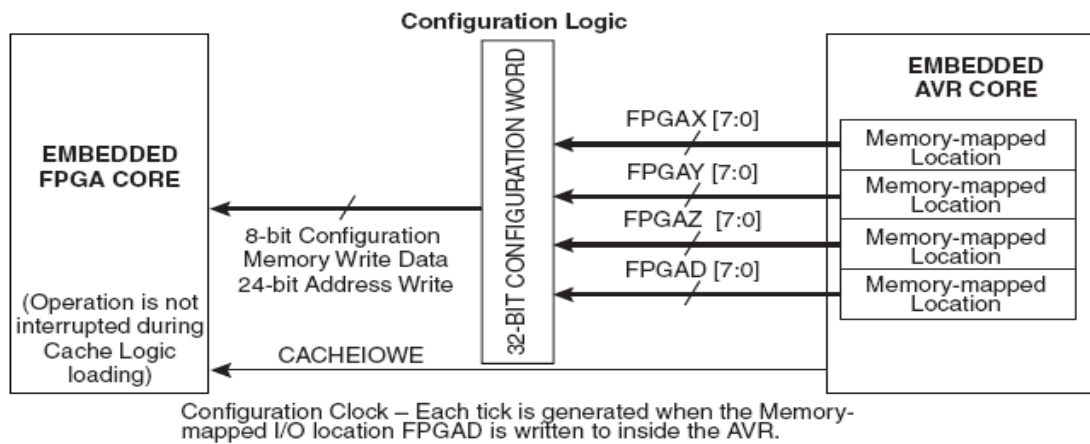 Configuration Logic
EMBEDDED
FPGA CORE
(Operation is not
interrupted during
Cache Logic
loading)
8-bit Configuration
Memory Write Data
24-bit Address Write
CACHEIOWE
32-BIT CONFIGURATION WORD
FPGAX [7:0]
FPGAY [7:0]
FPGAZ [7:0]
FPGAD [7:0]
EMBEDDED
AVR CORE
Memory-mapped
Location
Memory-mapped
Location
Memory-mapped
Location
Memory-mapped
Location
Configuration Clock – Each tick is generated when the Memory-
mapped I/O location FPGAD is written to inside the AVR.